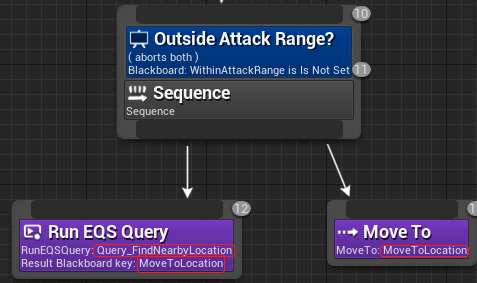 10
Outside Attack Range?
( aborts both )
Blackboard: WithinAttackRange is Is Not Set
11
Sequence
Sequence
12
Run EQS Query
RunEQSQuery: Query_FindNearbyLocation
Result Blackboard key: MoveToLocation
Move To
MoveTo: MoveToLocation